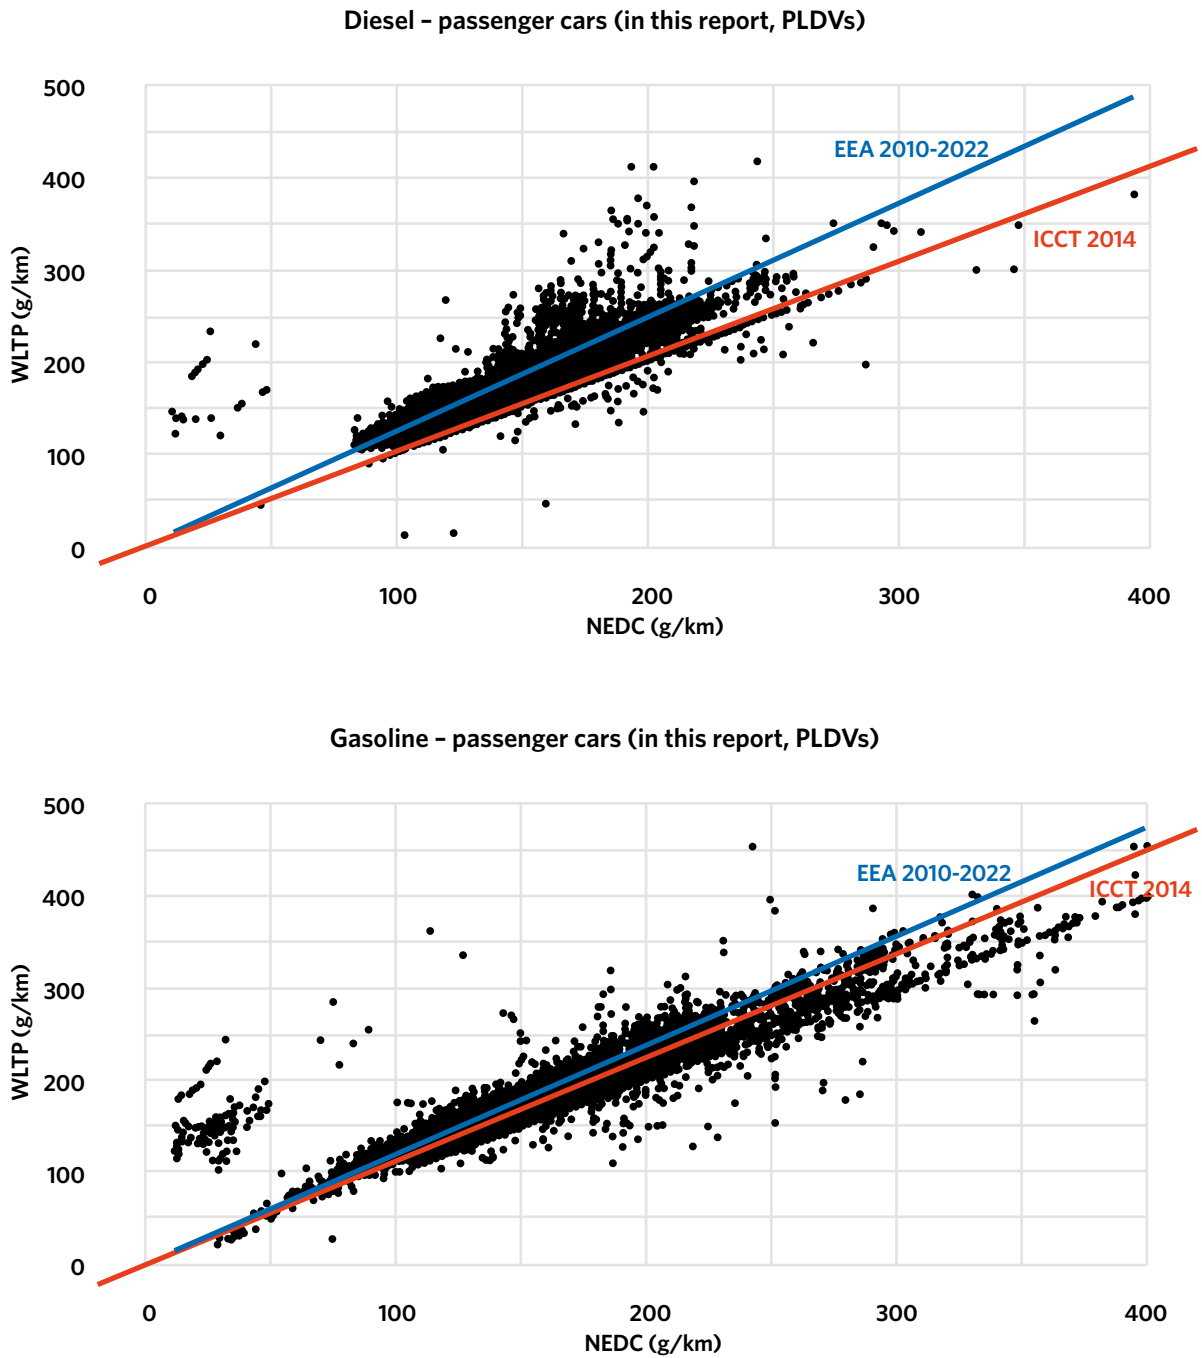 Diesel – passenger cars (in this report, PLDVs)
500
400
300
200
100
0
WLTP (g/km)
EEA 2010-2022
ICCT 2014
0 100 200 300 400
NEDC (g/km)
Gasoline – passenger cars (in this report, PLDVs)
500
400
300
200
100
0
WLTP (g/km)
EEA 2010-2022
ICCT 2014
0 100 200 300 400
NEDC (g/km)